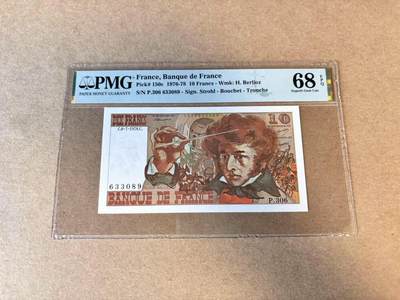 PMG
PAPER MONEY GUARANTY
France, Banque de France
Pick# 150c 1976-78 10 Francs - Wmk: H. Berlioz
S/N P.306 633089 - Sign. Strohl - Bouchet - Tronche
68 EPQ
Superb Gem Unc
DIX FRANCS
10
633089
P.306
BANQUE DE FRANCE